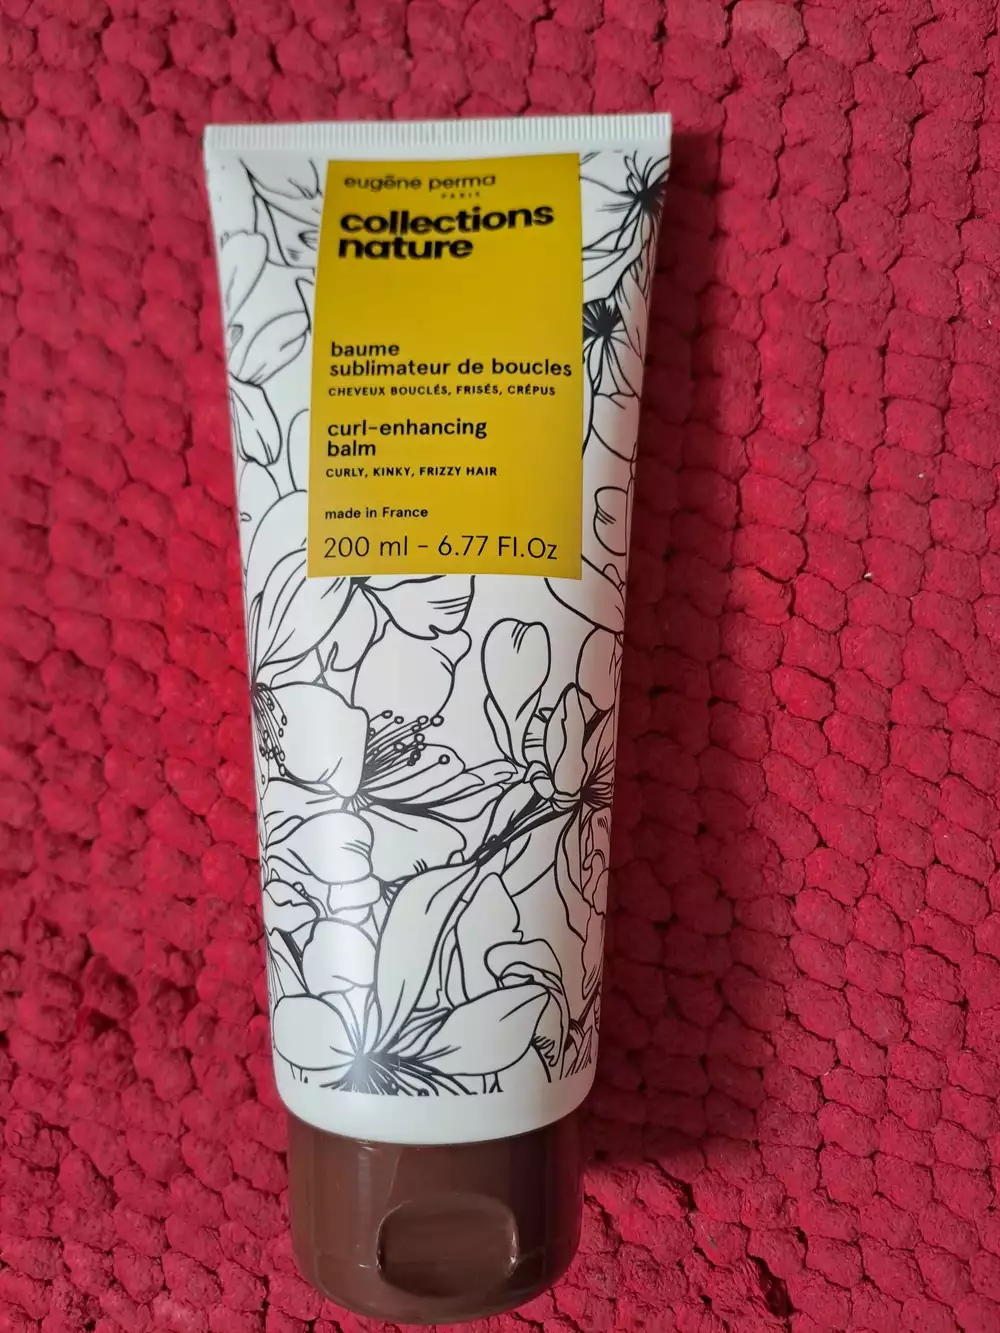 eugène perma
PARIS
collections
nature
baume
sublimateur de boucles
CHEVEUX BOUCLÉS, FRISÉS, CRÉPUS
curl-enhancing
balm
CURLY, KINKY, FRIZZY HAIR
made in France
200 ml - 6.77 Fl.Oz